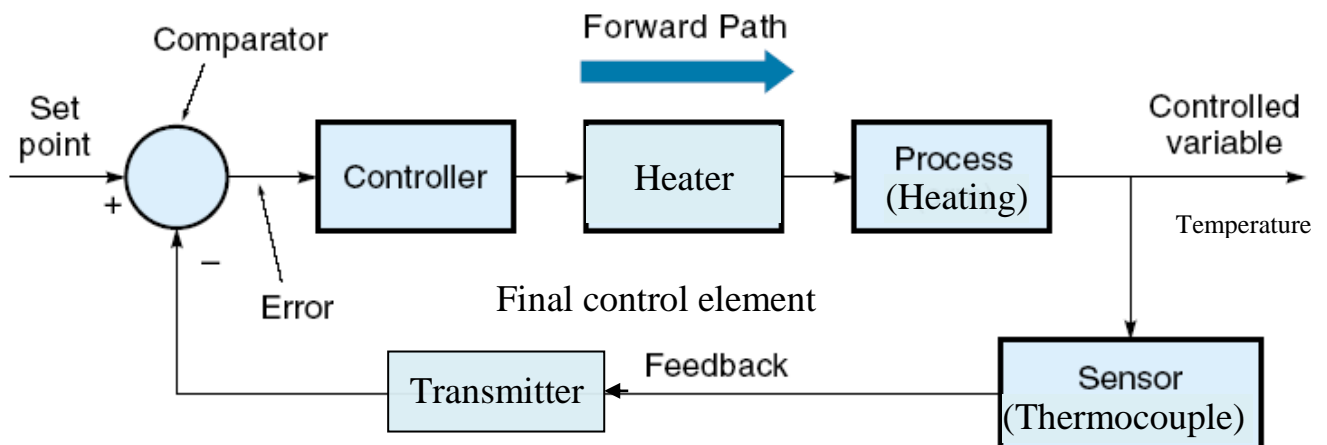 Forward Path
Comparator
Set
point
Controlled
variable
Controller
Heater
Process
(Heating)
+
Temperature
–
Error
Final control element
Transmitter
Feedback
Sensor
(Thermocouple)